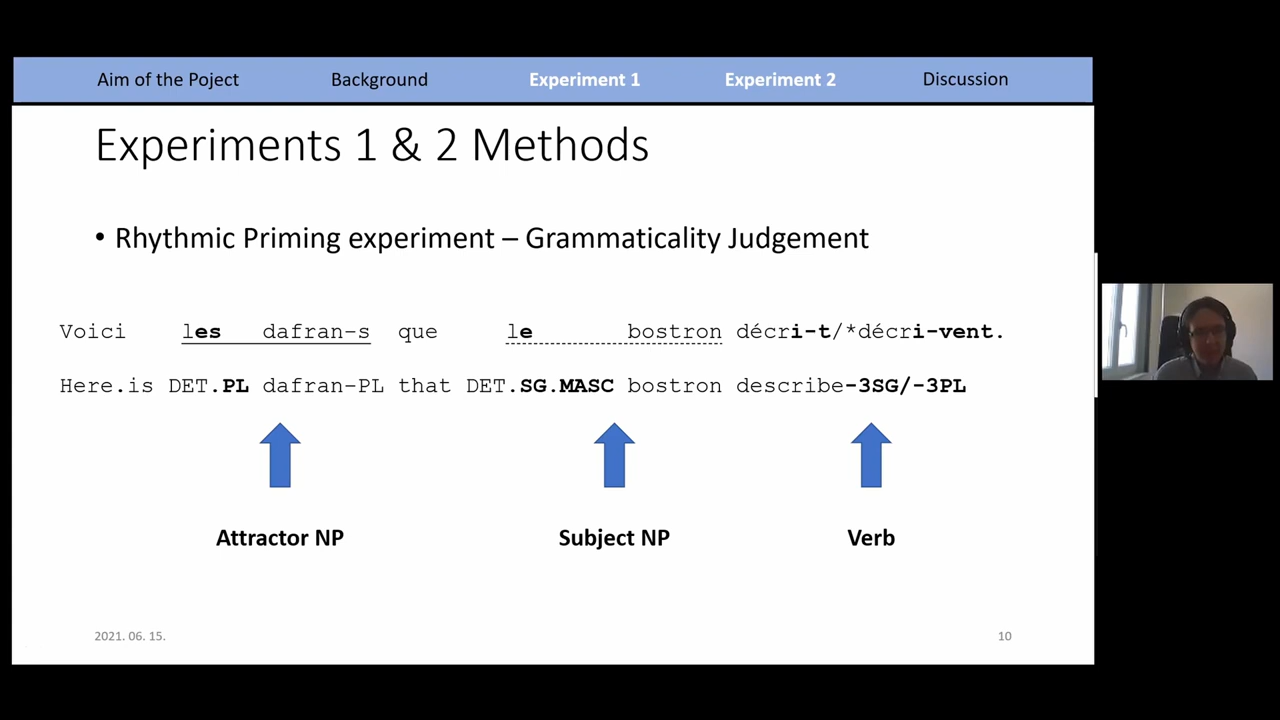 Aim of the Poject Background Experiment 1 Experiment 2 Discussion
Experiments 1 & 2 Methods
• Rhythmic Priming experiment – Grammaticality Judgement
Voici les dafran-s que le bostron décri-t/*décri-vent.
Here.is DET.PL dafran-PL that DET.SG.MASC bostron describe-3SG/-3PL
Attractor NP Subject NP Verb
2021. 06. 15. 10